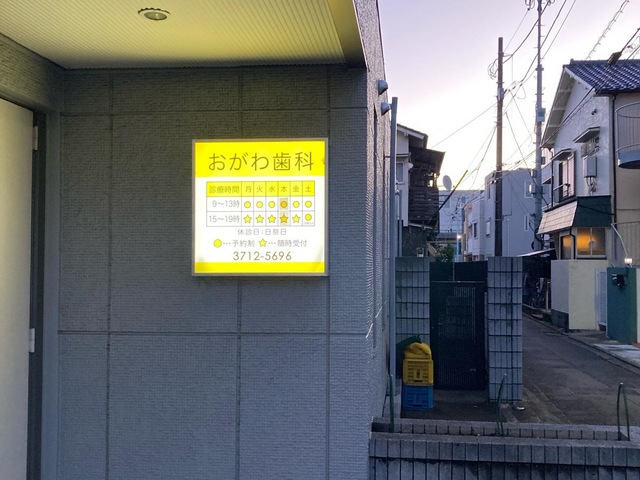 おがわ歯科
診療時間 月 火 水 木 金 土
9〜13時 ○ ○ ○ ○ ○ ○
15〜19時 ☆ ☆ ☆ ☆ ☆ ○
休診日:日祭日
○…予約制 ☆…随時受付
3712-5696